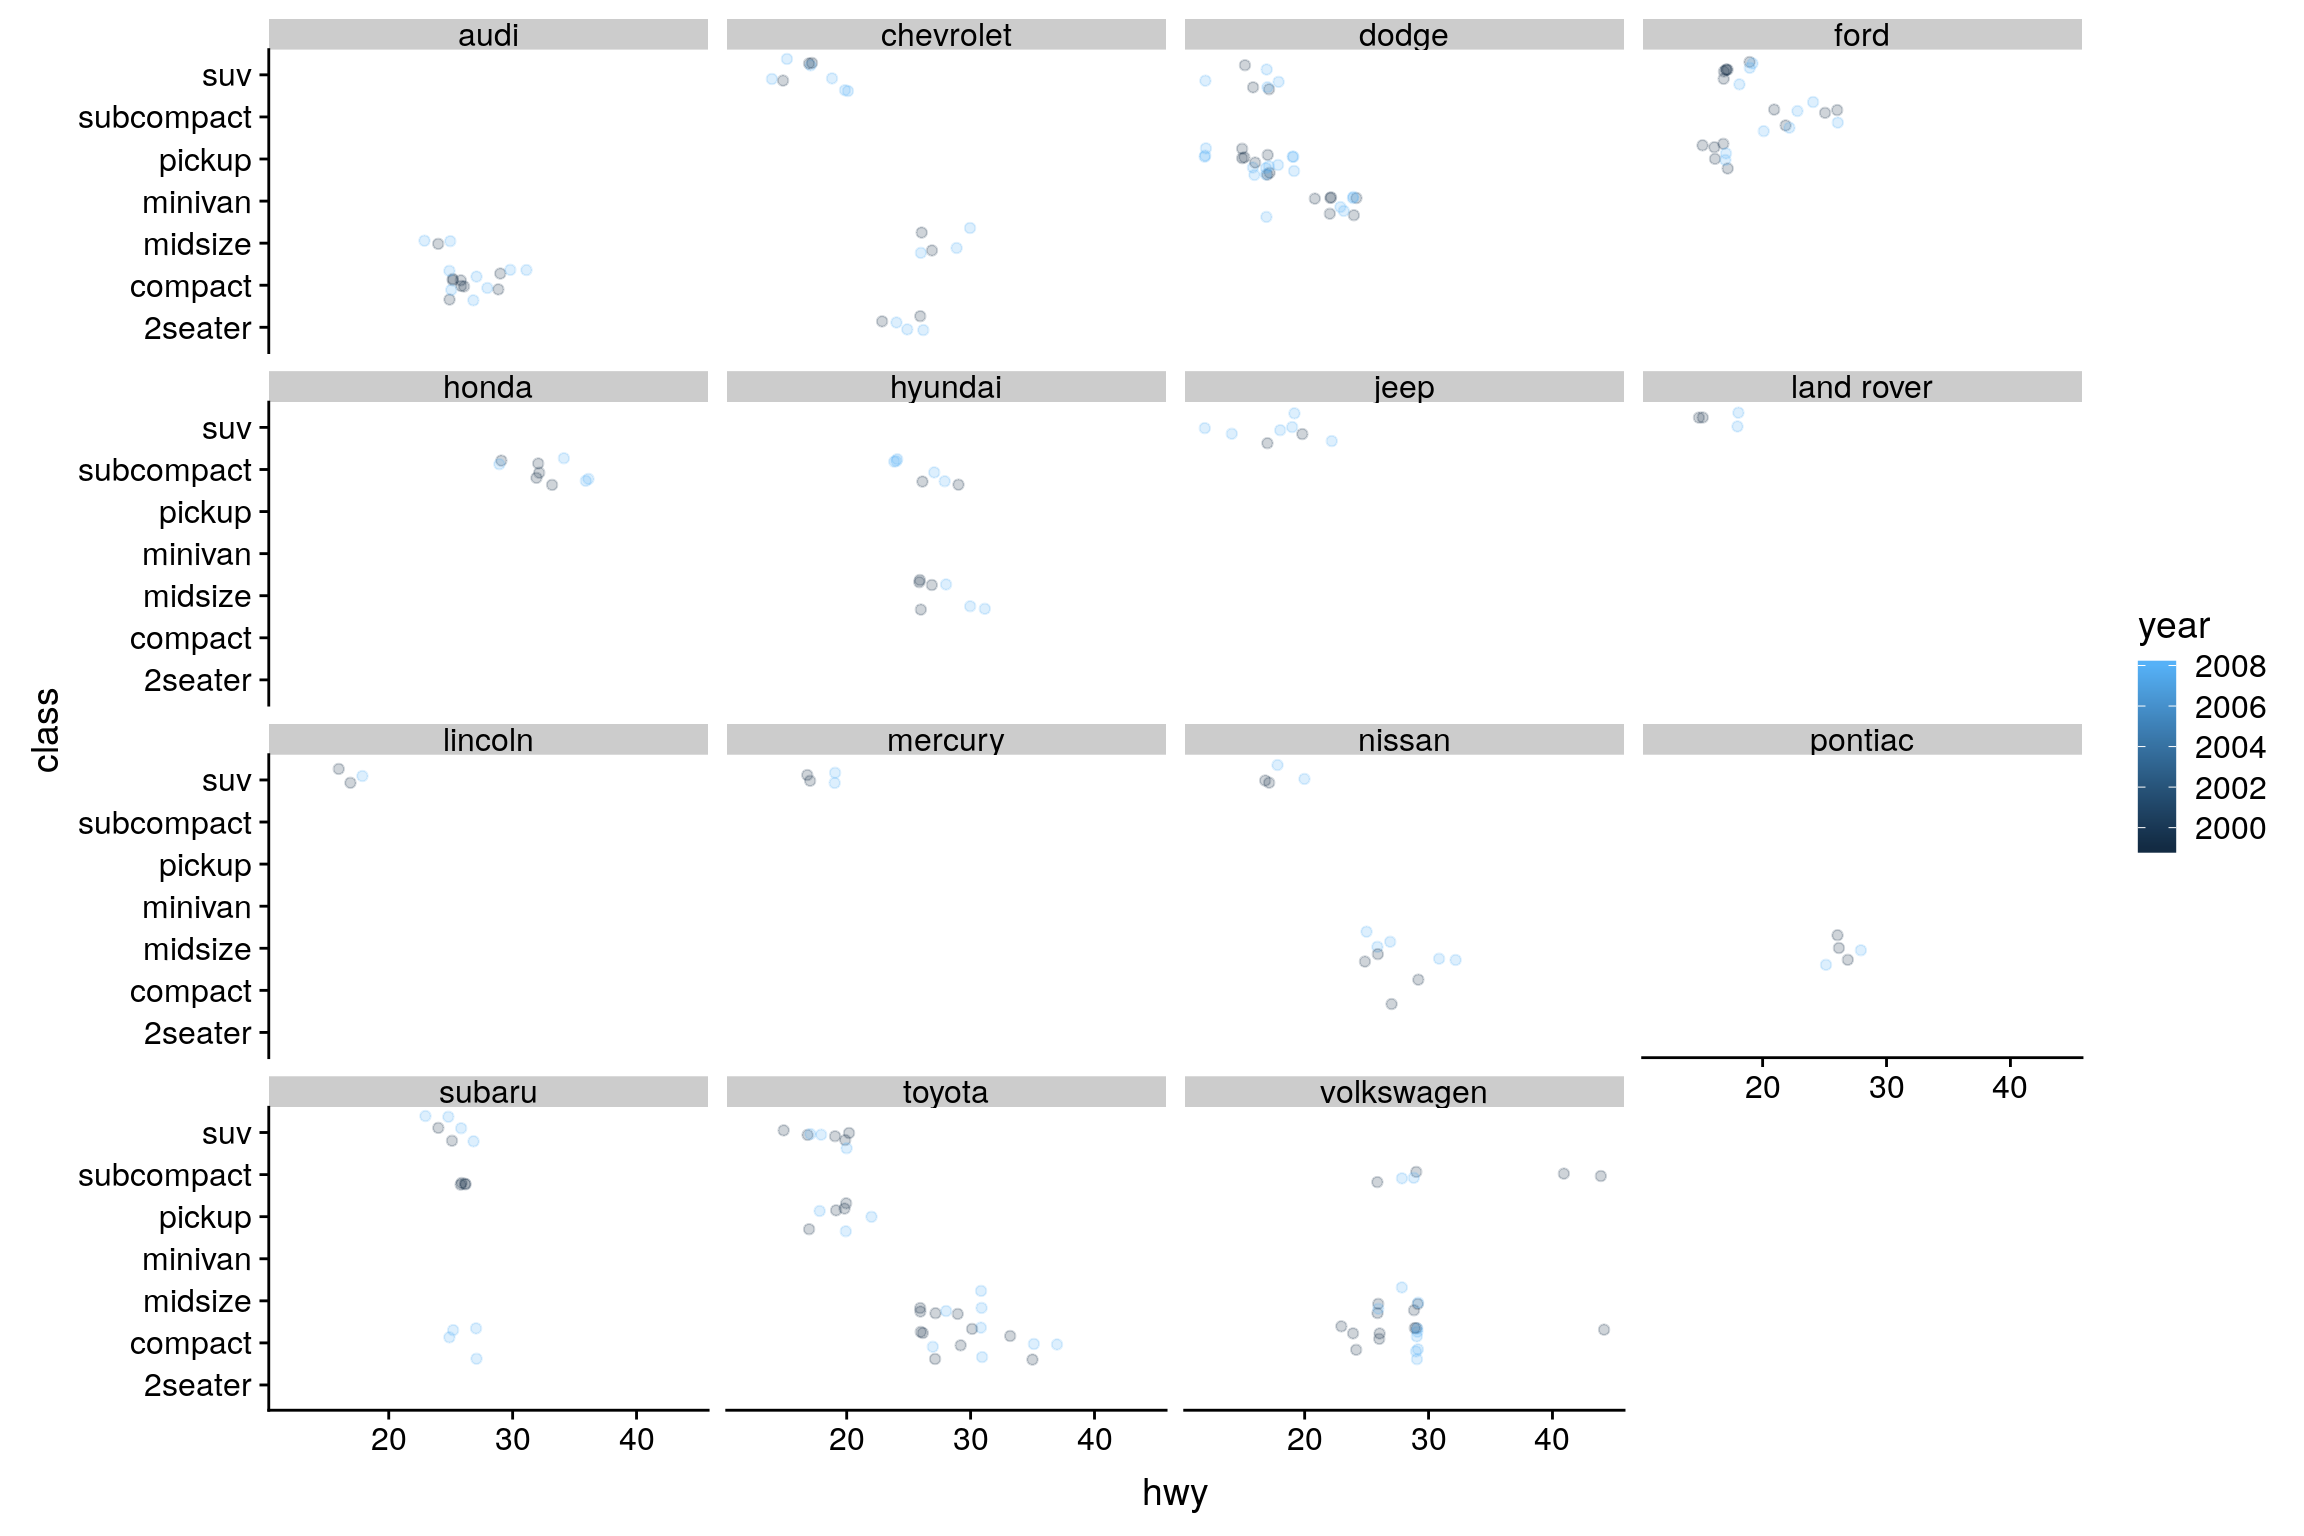 audi chevrolet dodge ford
suv
subcompact
pickup
minivan
midsize
compact
2seater
honda hyundai jeep land rover
suv
subcompact
pickup
minivan
midsize
compact
2seater
lincoln mercury nissan pontiac
suv
subcompact
pickup
minivan
midsize
compact
2seater
20 30 40
subaru toyota volkswagen
suv
subcompact
pickup
minivan
midsize
compact
2seater
20 30 40 20 30 40 20 30 40
hwy
class
year
2008
2006
2004
2002
2000